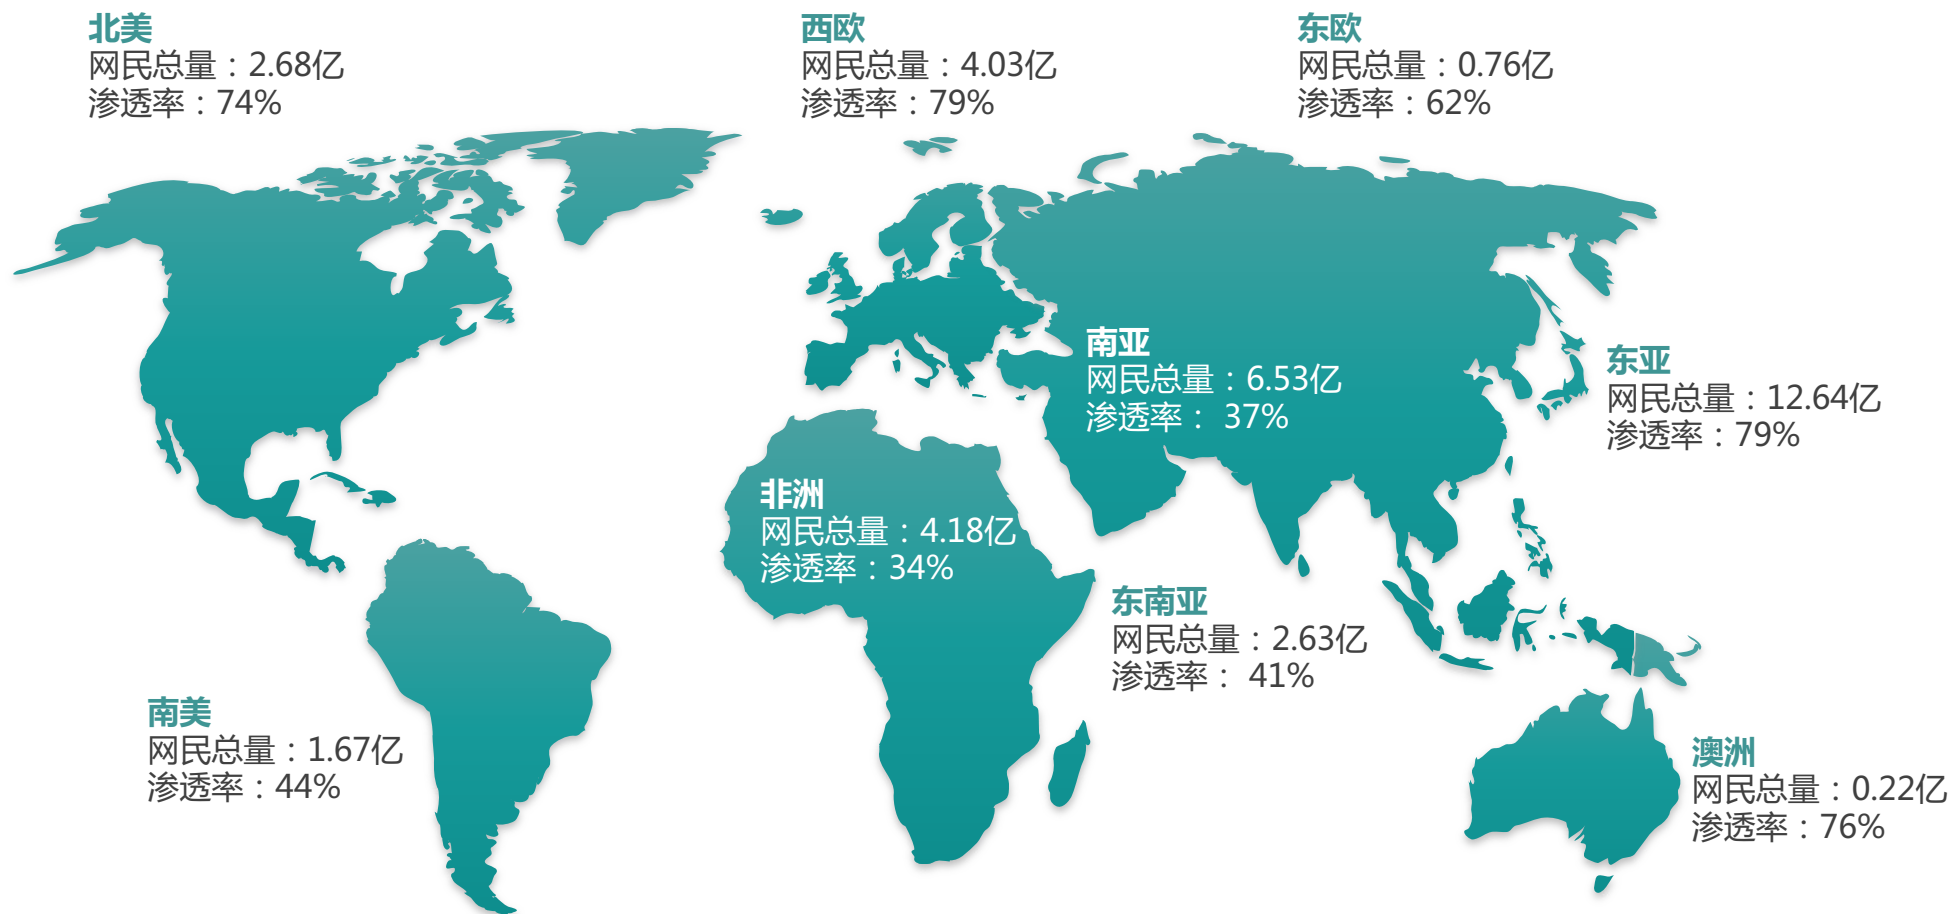 北美
网民总量：2.68亿
渗透率：74%
西欧
网民总量：4.03亿
渗透率：79%
东欧
网民总量：0.76亿
渗透率：62%
南亚
网民总量：6.53亿
渗透率： 37%
东亚
网民总量：12.64亿
渗透率：79%
非洲
网民总量：4.18亿
渗透率：34%
东南亚
网民总量：2.63亿
渗透率： 41%
南美
网民总量：1.67亿
渗透率：44%
澳洲
网民总量：0.22亿
渗透率：76%